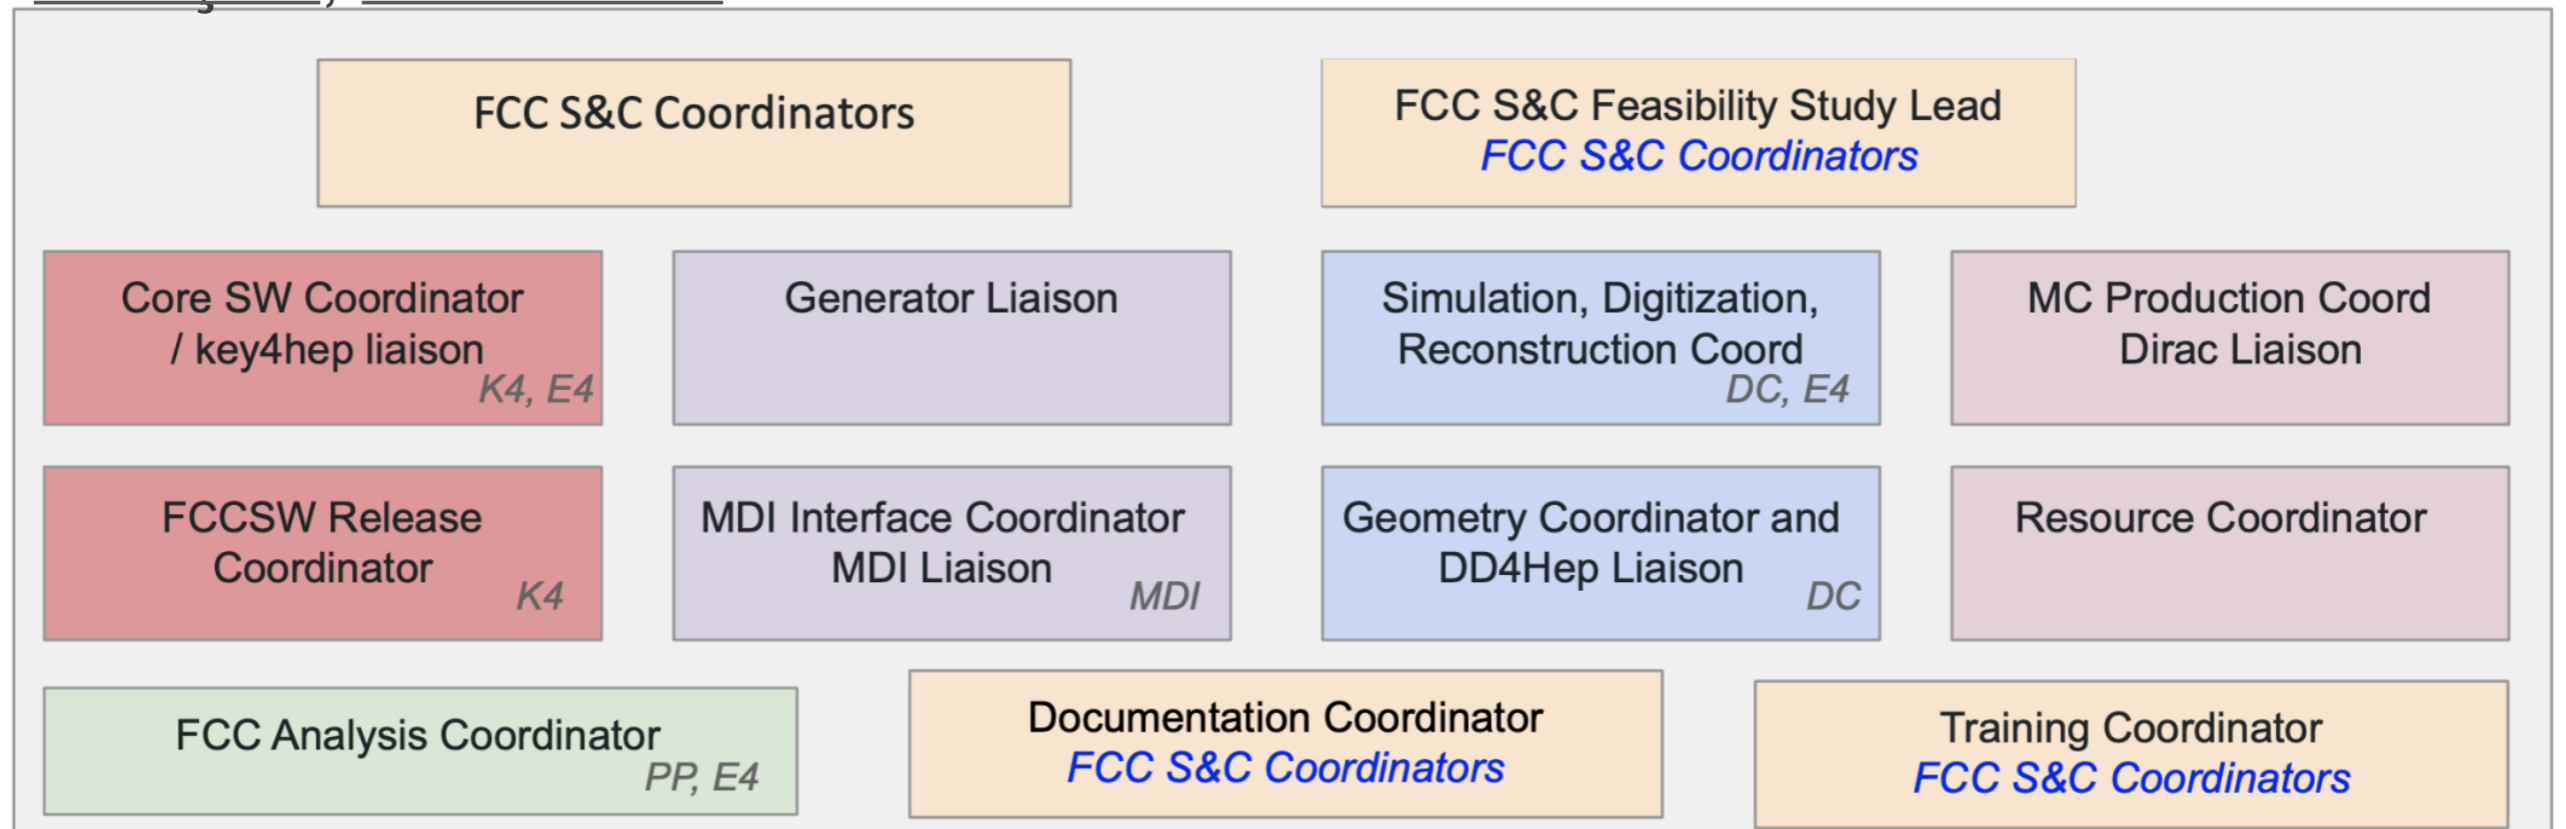 FCC S&C Coordinators
FCC S&C Feasibility Study Lead
FCC S&C Coordinators
Core SW Coordinator
/ key4hep liaison
K4, E4
Generator Liaison
Simulation, Digitization,
Reconstruction Coord
DC, E4
MC Production Coord
Dirac Liaison
FCCSW Release
Coordinator
K4
MDI Interface Coordinator
MDI Liaison
MDI
Geometry Coordinator and
DD4Hep Liaison
DC
Resource Coordinator
FCC Analysis Coordinator
PP, E4
Documentation Coordinator
FCC S&C Coordinators
Training Coordinator
FCC S&C Coordinators